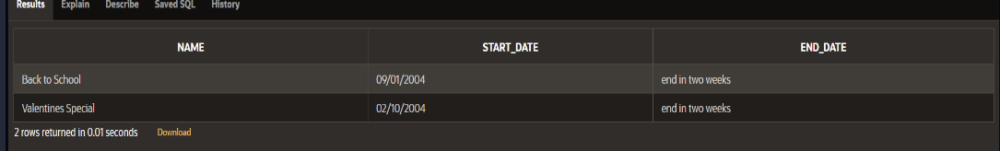 Results Explain Describe Saved SQL History
NAME START_DATE END_DATE
Back to School 09/01/2004 end in two weeks
Valentines Special 02/10/2004 end in two weeks
2 rows returned in 0.01 seconds Download